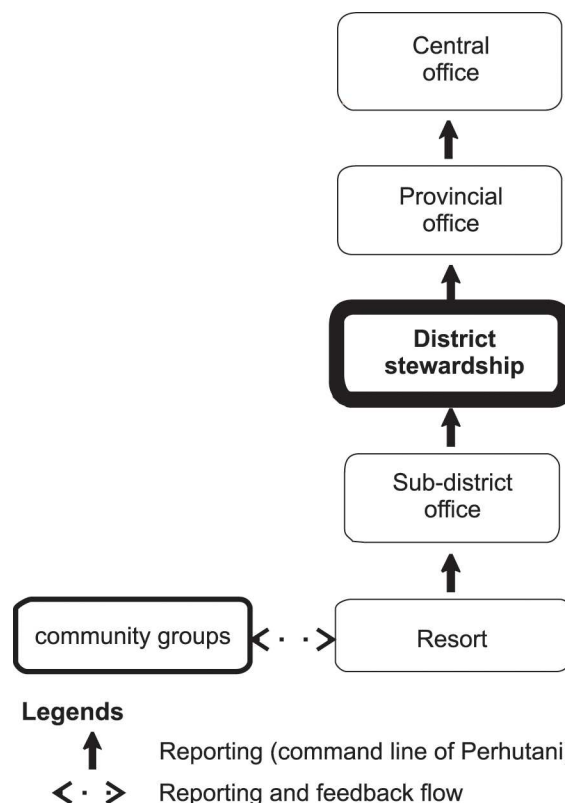 Central
office
Provincial
office
District
stewardship
Sub-district
office
community groups
Resort
Legends
Reporting (command line of Perhutani
Reporting and feedback flow